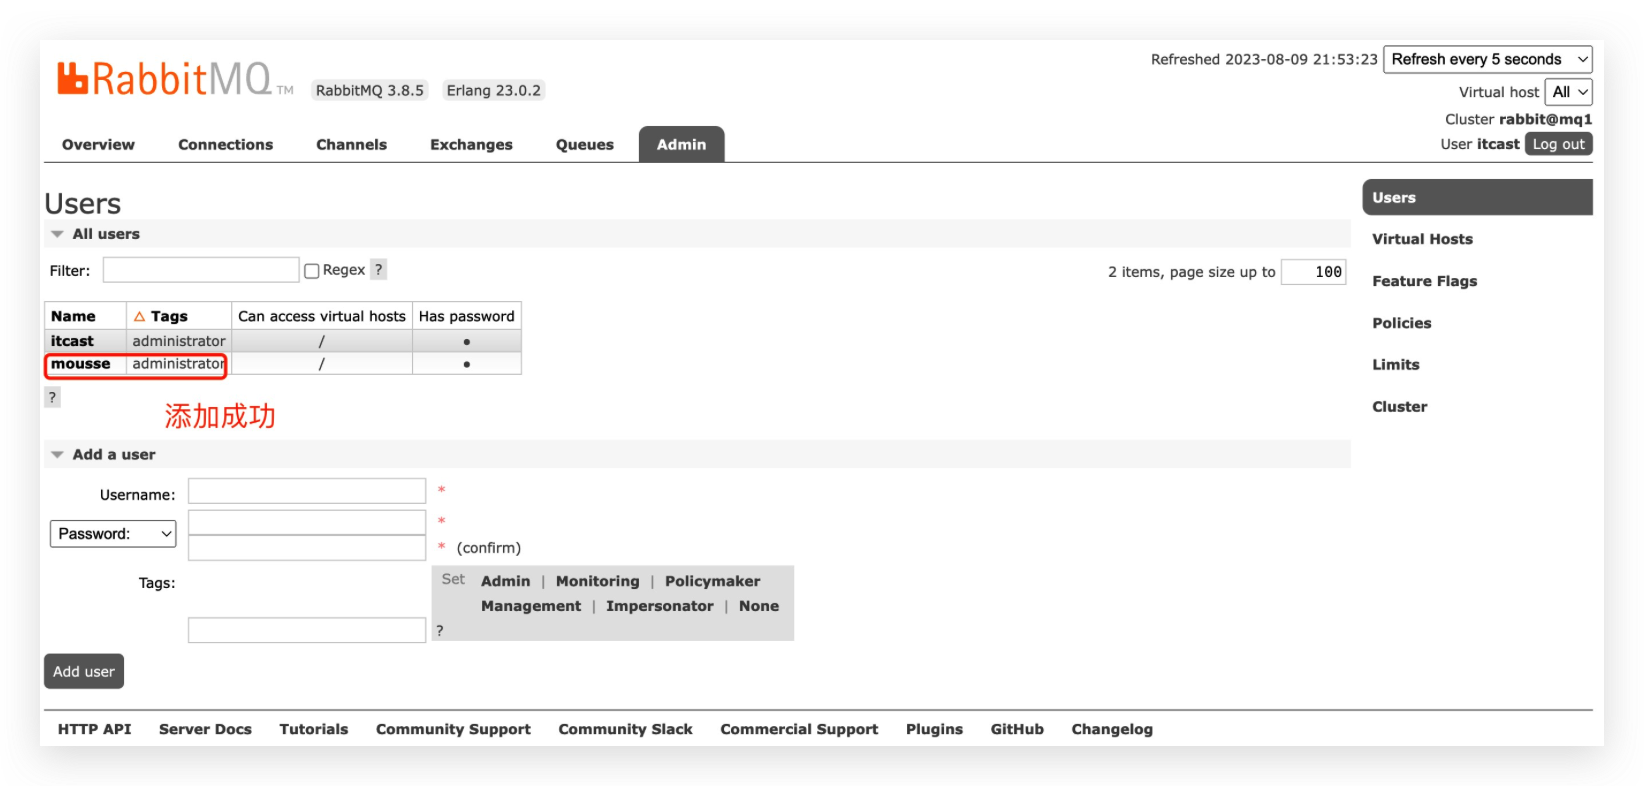 Refreshed 2023-08-09 21:53:23 Refresh every 5 seconds
RabbitMQ TM RabbitMQ 3.8.5 Erlang 23.0.2
Virtual host All
Cluster rabbit@mq1
User itcast Log out
Overview Connections Channels Exchanges Queues Admin
Users
All users
Filter: Regex ?
2 items, page size up to 100
Name Tags Can access virtual hosts Has password
itcast administrator / •
mousse administrator / •
?
添加成功
Add a user
Username: *
Password: *
* (confirm)
Tags:
Set Admin | Monitoring | Policymaker
Management | Impersonator | None
?
Add user
Users
Virtual Hosts
Feature Flags
Policies
Limits
Cluster
HTTP API Server Docs Tutorials Community Support Community Slack Commercial Support Plugins GitHub Changelog